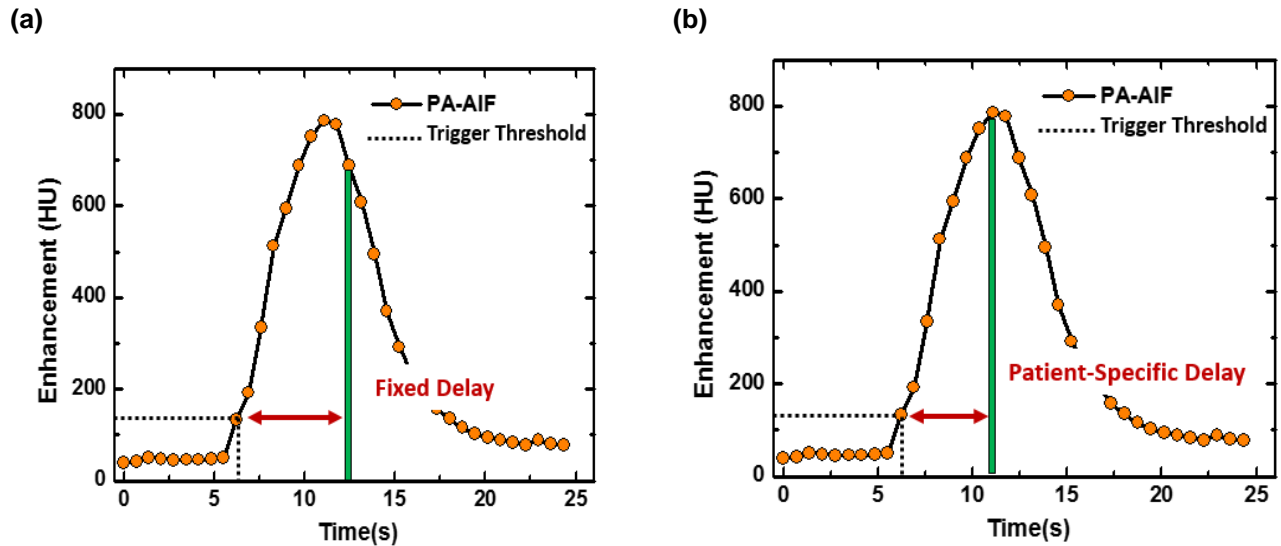 (a)
(b)
PA-AIF
Trigger Threshold
Fixed Delay
Enhancement (HU)
800
600
400
200
0
0 5 10 15 20 25
Time(s)
PA-AIF
Trigger Threshold
Patient-Specific Delay
Enhancement (HU)
800
600
400
200
0
0 5 10 15 20 25
Time(s)